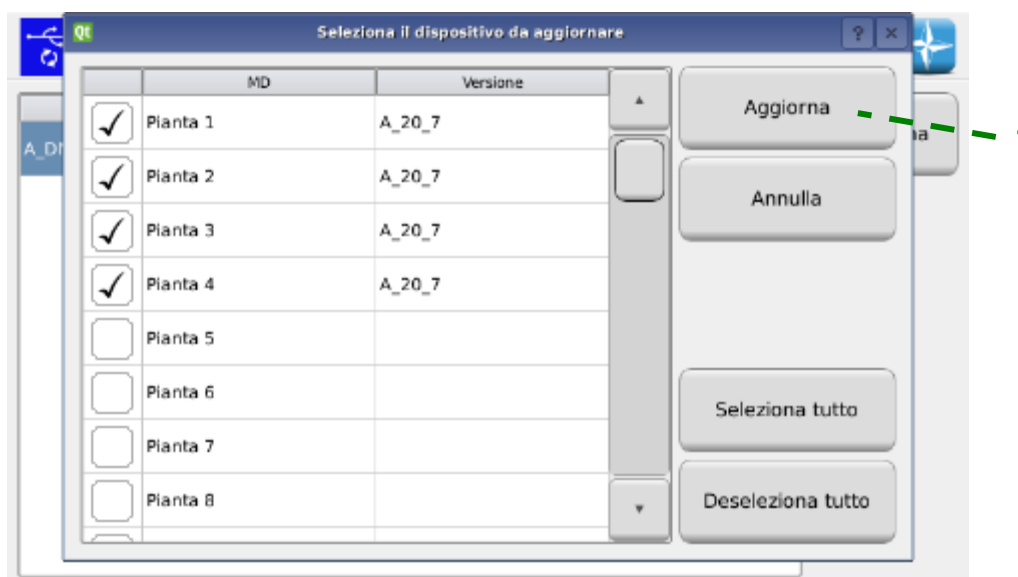 Qt Seleziona il dispositivo da aggiornare ? ×
MD Versione
Pianta 1 A_20_7
Pianta 2 A_20_7
Pianta 3 A_20_7
Pianta 4 A_20_7
Pianta 5
Pianta 6
Pianta 7
Pianta 8
Aggiorna
Annulla
Seleziona tutto
Deseleziona tutto